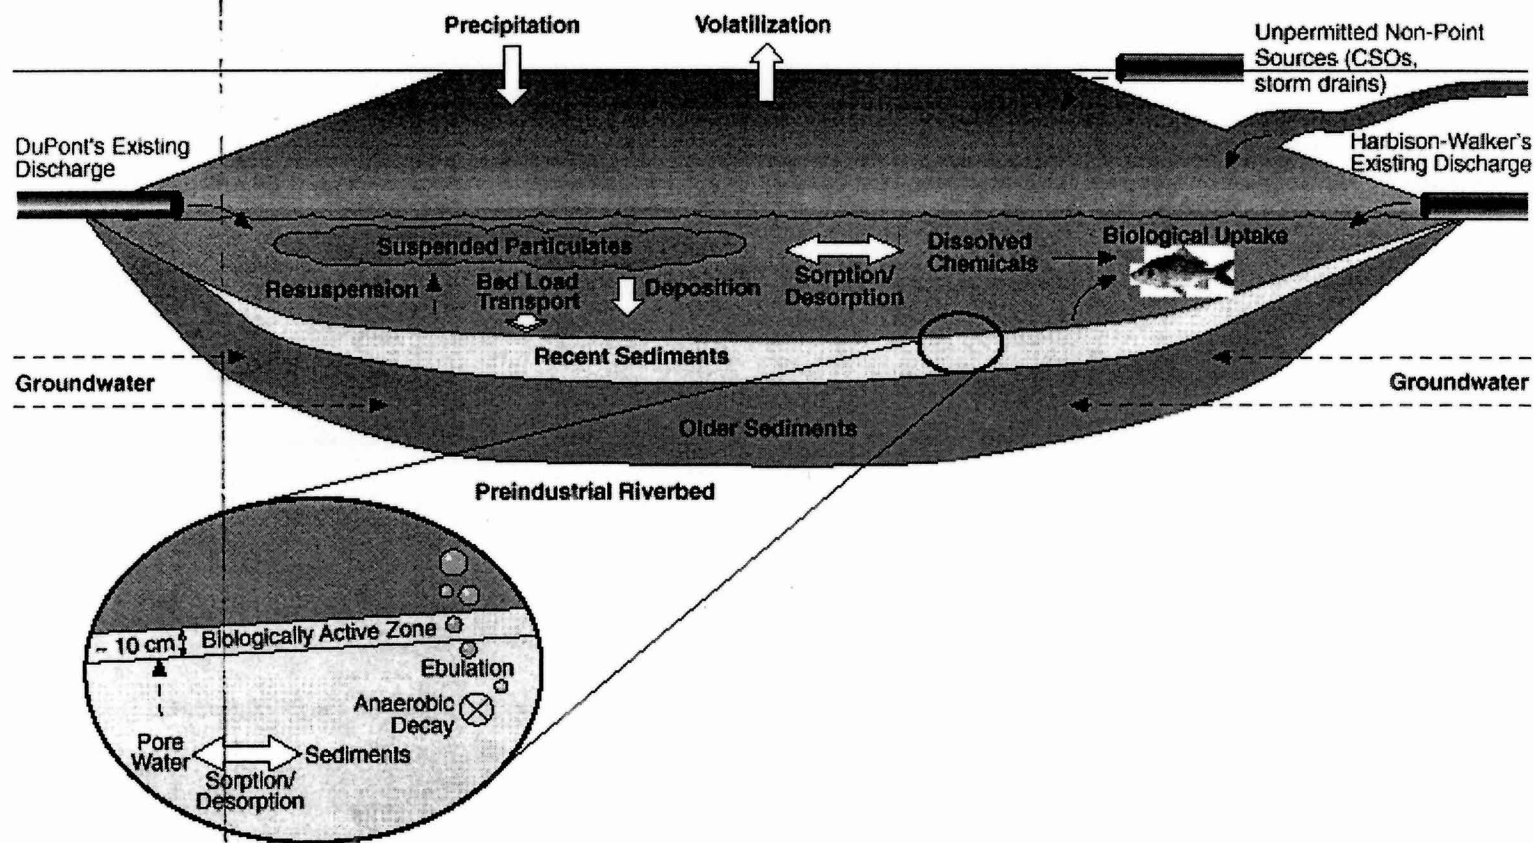 Precipitation
Volatilization
Unpermitted Non-Point
Sources (CSOs,
storm drains)
DuPont's Existing
Discharge
Harbison-Walker's
Existing Discharge
Suspended Particulates
Dissolved
Chemicals
Biological Uptake
Sorption/
Desorption
Resuspension
Bed Load
Transport
Deposition
Recent Sediments
Groundwater
Groundwater
Older Sediments
Preindustrial Riverbed
~ 10 cm
Biologically Active Zone
Ebulation
Anaerobic
Decay
Pore
Water
Sediments
Sorption/
Desorption